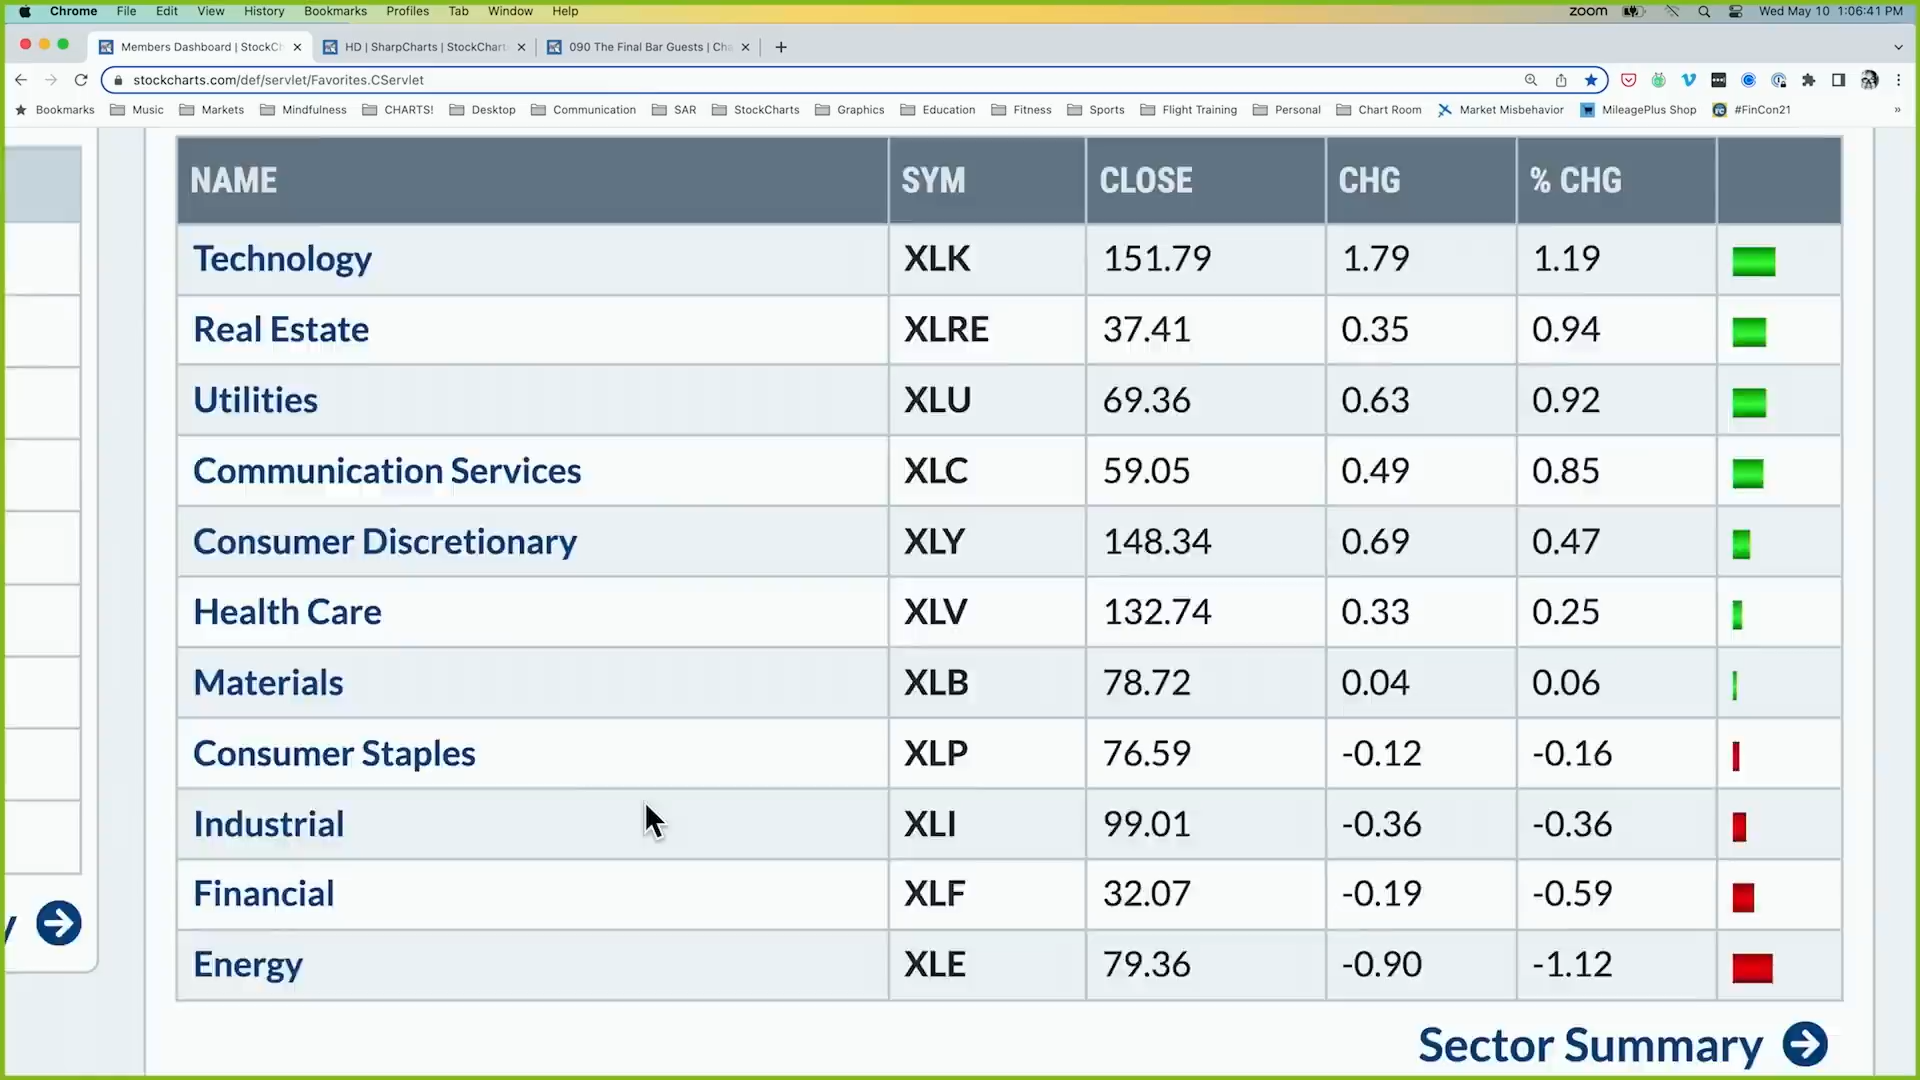 Chrome File Edit View History Bookmarks Profiles Tab Window Help zoom Wed May 10 1:06:41 PM
Members Dashboard | StockCh HD | SharpCharts | StockChart 090 The Final Bar Guests | Cha
stockcharts.com/def/servlet/Favorites.CServlet
Bookmarks Music Markets Mindfulness CHARTS! Desktop Communication SAR StockCharts Graphics Education Fitness Sports Flight Training Personal Chart Room Market Misbehavior MileagePlus Shop #FinCon21 »
NAME SYM CLOSE CHG % CHG
Technology XLK 151.79 1.79 1.19
Real Estate XLRE 37.41 0.35 0.94
Utilities XLU 69.36 0.63 0.92
Communication Services XLC 59.05 0.49 0.85
Consumer Discretionary XLY 148.34 0.69 0.47
Health Care XLV 132.74 0.33 0.25
Materials XLB 78.72 0.04 0.06
Consumer Staples XLP 76.59 -0.12 -0.16
Industrial XLI 99.01 -0.36 -0.36
Financial XLF 32.07 -0.19 -0.59
Energy XLE 79.36 -0.90 -1.12
y
Sector Summary